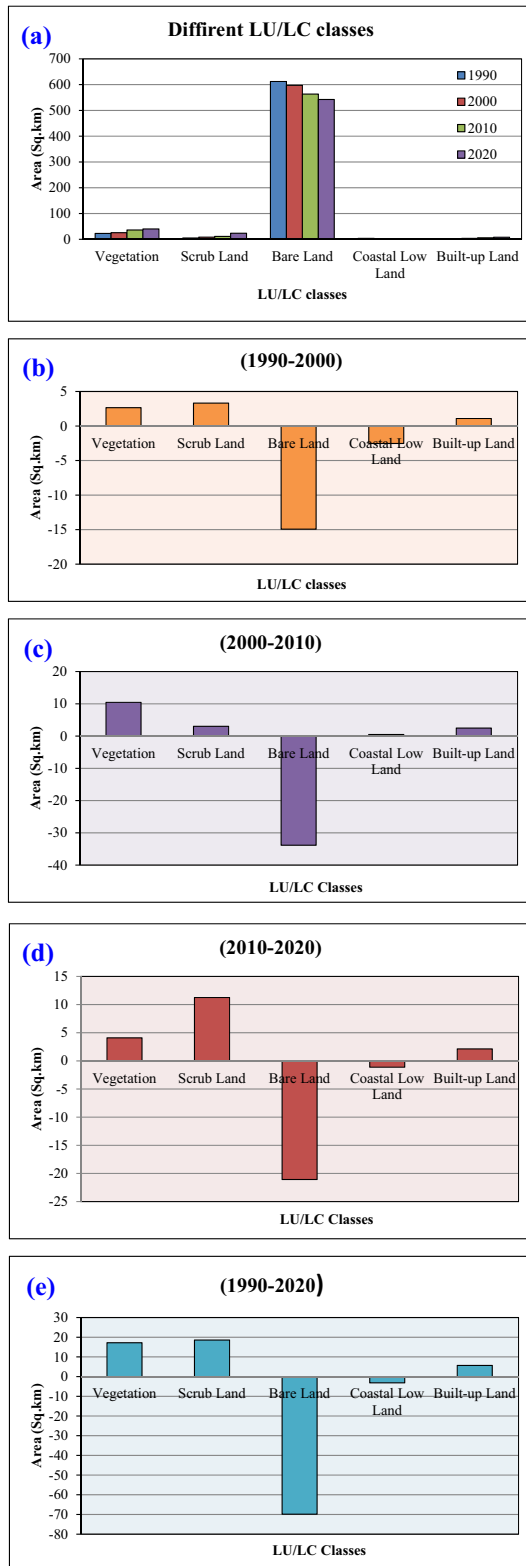 (a)
Diffirent LU/LC classes
700
600
500
400
300
200
100
0
Area (Sq.km)
1990
2000
2010
2020
Vegetation Scrub Land Bare Land Coastal Low Land Built-up Land
LU/LC classes
(b)
(1990-2000)
5
0
-5
-10
-15
-20
Area (Sq.km)
Vegetation Scrub Land Bare Land Coastal Low Land Built-up Land
LU/LC classes
(c)
(2000-2010)
20
10
0
-10
-20
-30
-40
Area (Sq.km)
Vegetation Scrub Land Bare Land Coastal Low Land Built-up Land
LU/LC Classes
(d)
(2010-2020)
15
10
5
0
-5
-10
-15
-20
-25
Area (Sq.km)
Vegetation Scrub Land Bare Land Coastal Low Land Built-up Land
LU/LC Classes
(e)
(1990-2020)
30
20
10
0
-10
-20
-30
-40
-50
-60
-70
-80
Area (Sq.km)
Vegetation Scrub Land Bare Land Coastal Low Land Built-up Land
LU/LC Classes